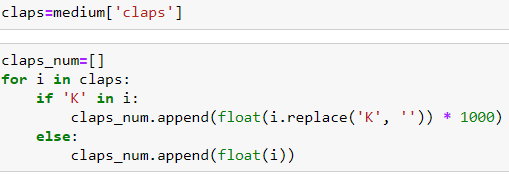 claps=medium['claps']
claps_num=[]
for i in claps:
    if 'K' in i:
        claps_num.append(float(i.replace('K', '')) * 1000)
    else:
        claps_num.append(float(i))